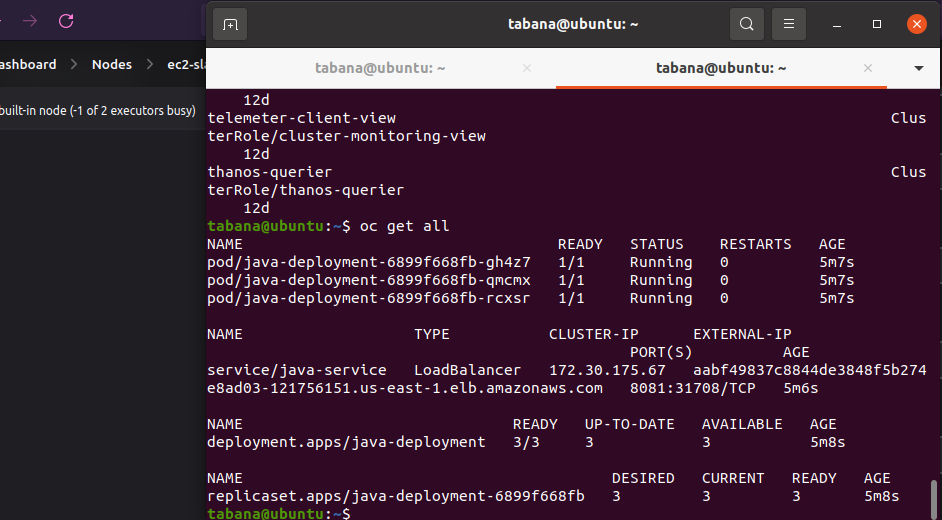 tabana@ubuntu: ~
ashboard > Nodes > ec2-sla
tabana@ubuntu: ~ × tabana@ubuntu: ~ ×
built-in node (-1 of 2 executors busy)
12d
telemeter-client-view Clus
terRole/cluster-monitoring-view
12d
thanos-querier Clus
terRole/thanos-querier
12d
tabana@ubuntu:~$ oc get all
NAME READY STATUS RESTARTS AGE
pod/java-deployment-6899f668fb-gh4z7 1/1 Running 0 5m7s
pod/java-deployment-6899f668fb-qmcmx 1/1 Running 0 5m7s
pod/java-deployment-6899f668fb-rcxsr 1/1 Running 0 5m7s
NAME TYPE CLUSTER-IP EXTERNAL-IP
PORT(S) AGE
service/java-service LoadBalancer 172.30.175.67 aabf49837c8844de3848f5b274
e8ad03-121756151.us-east-1.elb.amazonaws.com 8081:31708/TCP 5m6s
NAME READY UP-TO-DATE AVAILABLE AGE
deployment.apps/java-deployment 3/3 3 3 5m8s
NAME DESIRED CURRENT READY AGE
replicaset.apps/java-deployment-6899f668fb 3 3 3 5m8s
tabana@ubuntu:~$